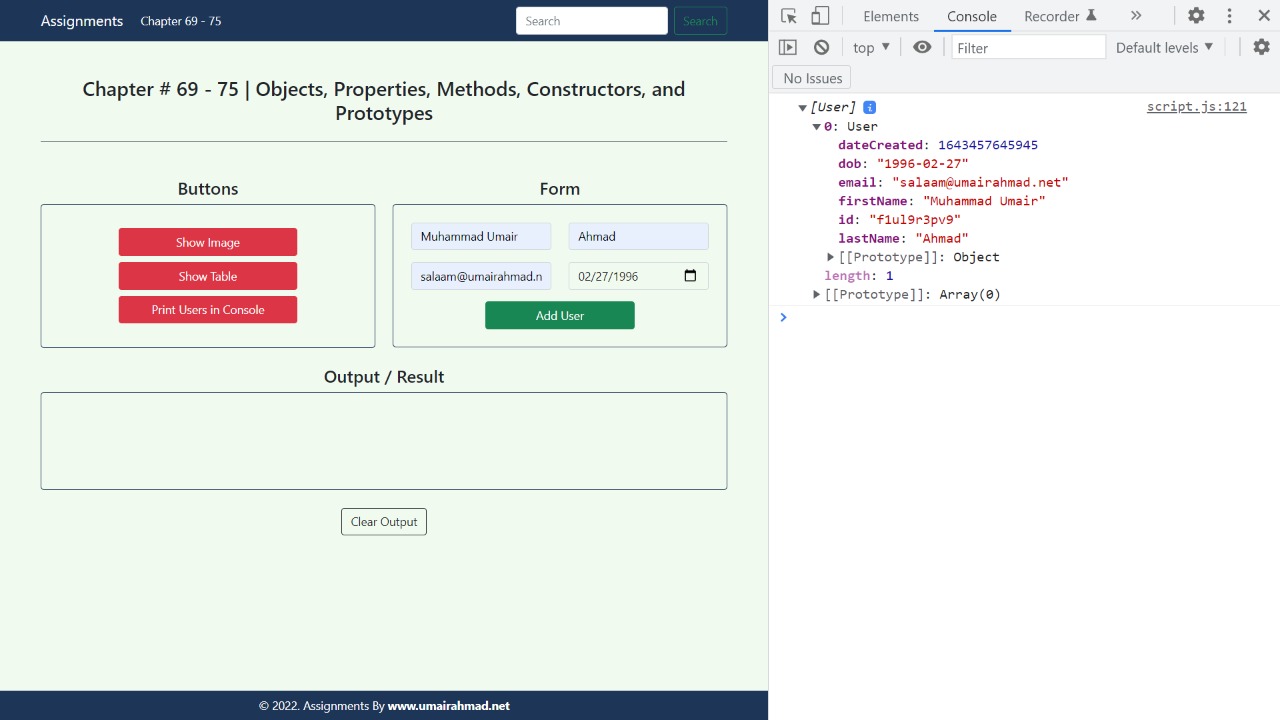 Assignments Chapter 69 - 75 Search Search
Chapter # 69 - 75 | Objects, Properties, Methods, Constructors, and
Prototypes
Buttons
Show Image
Show Table
Print Users in Console
Form
Muhammad Umair Ahmad
salaam@umairahmad.n 02/27/1996
Add User
Output / Result
Clear Output
© 2022. Assignments By www.umairahmad.net
Elements Console Recorder
top Filter Default levels
No Issues
[User] i script.js:121
0: User
dateCreated: 1643457645945
dob: "1996-02-27"
email: "salaam@umairahmad.net"
firstName: "Muhammad Umair"
id: "f1ul9r3pv9"
lastName: "Ahmad"
[[Prototype]]: Object
length: 1
[[Prototype]]: Array(0)